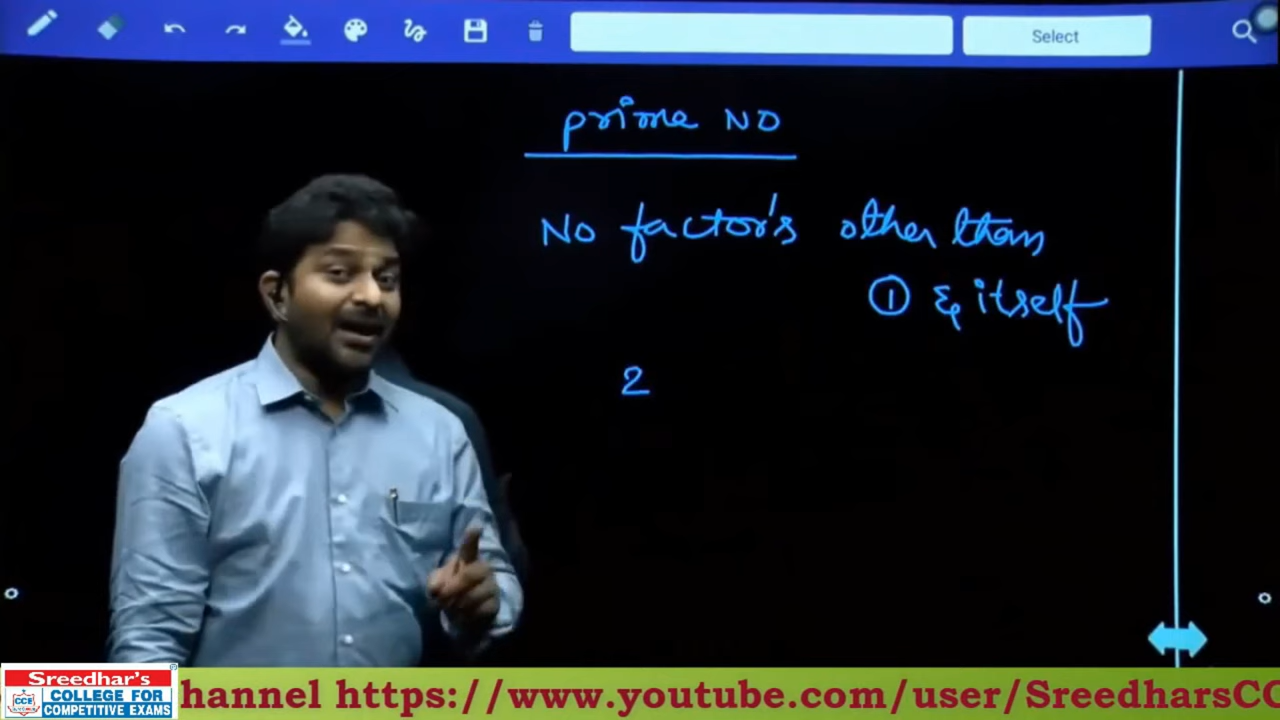 Select
prime NO
No factor's other than
① & itself
2
Sreedhar's
CCE
COLLEGE FOR
COMPETITIVE EXAMS
hannel https://www.youtube.com/user/SreedharsCC